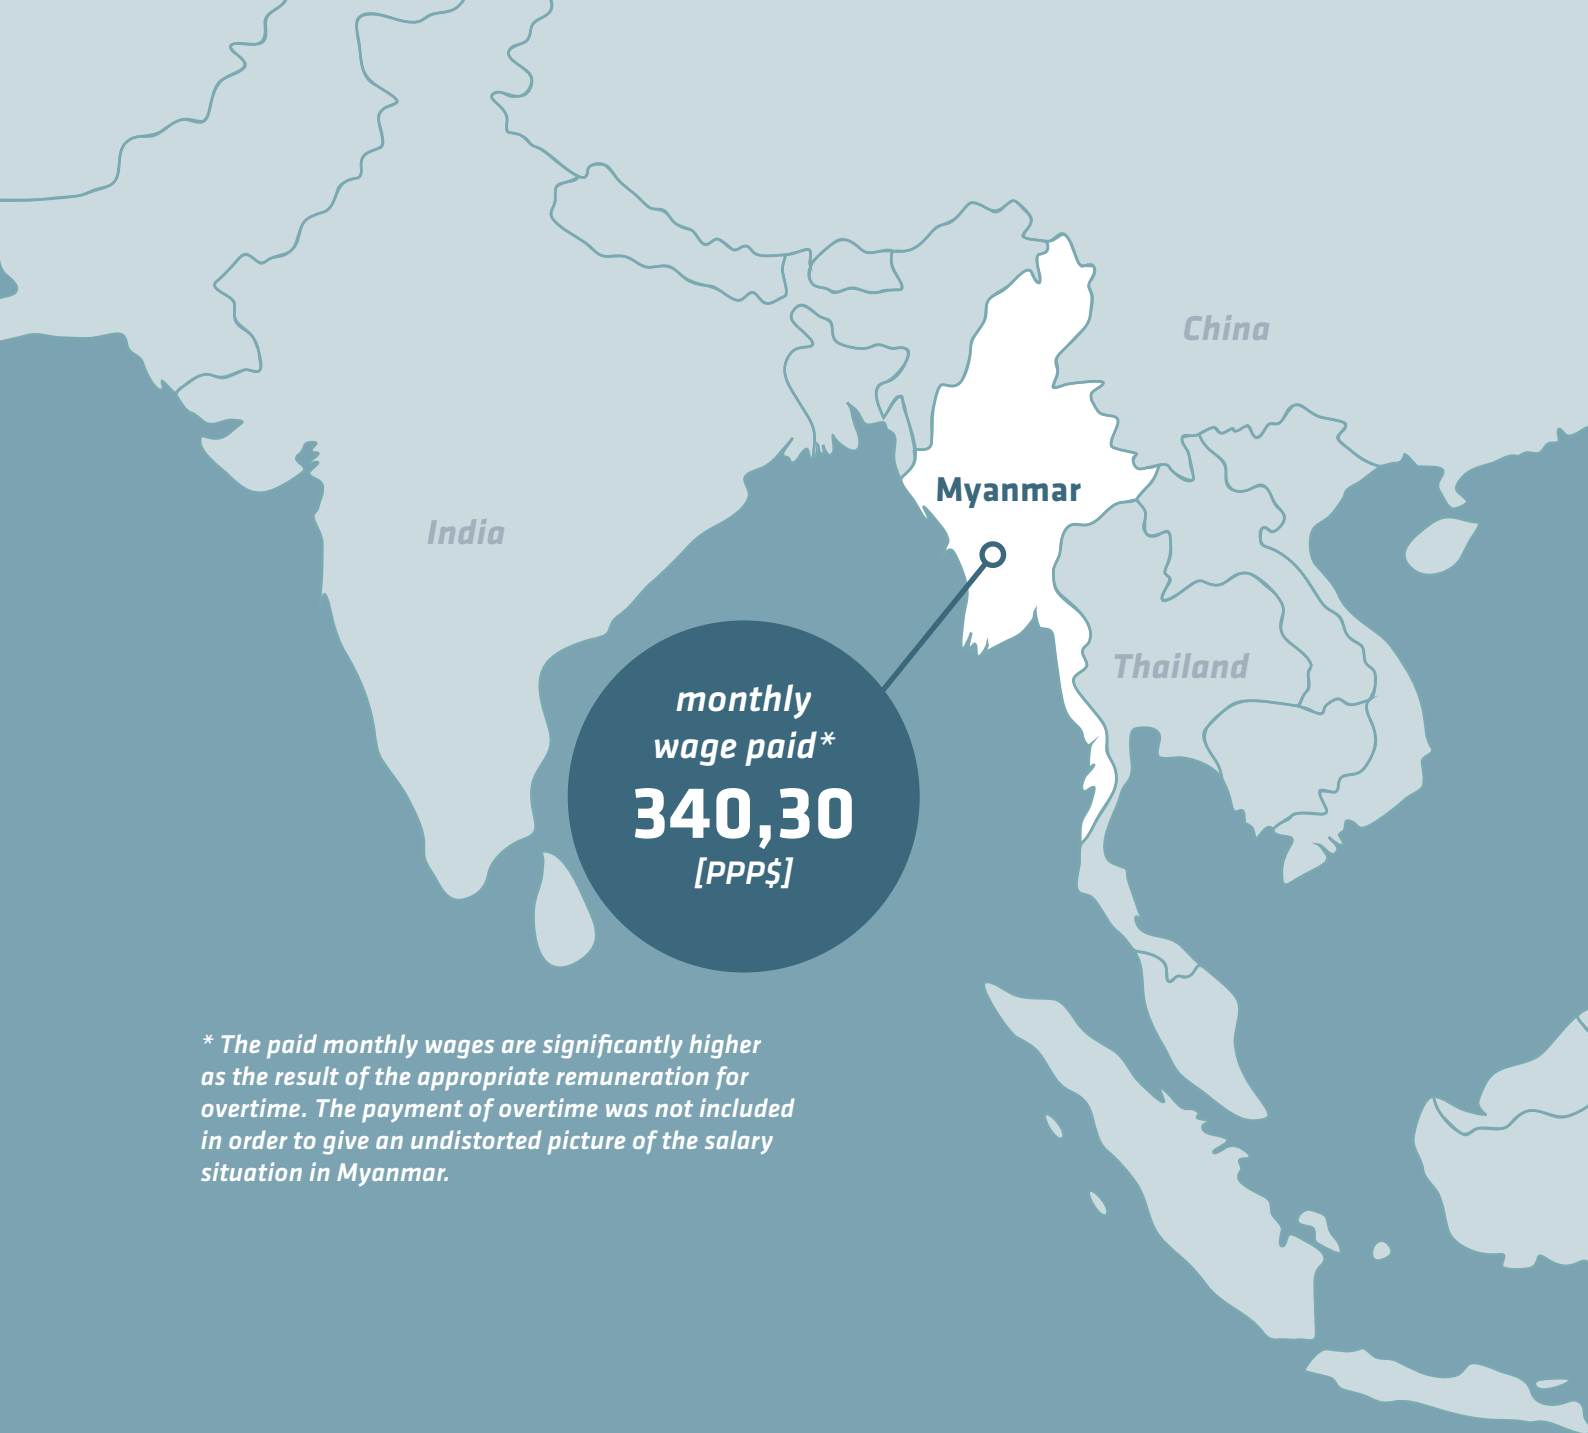 China
Myanmar
India
Thailand
monthly
wage paid*
340,30
[PPP$]
* The paid monthly wages are significantly higher
as the result of the appropriate remuneration for
overtime. The payment of overtime was not included
in order to give an undistorted picture of the salary
situation in Myanmar.